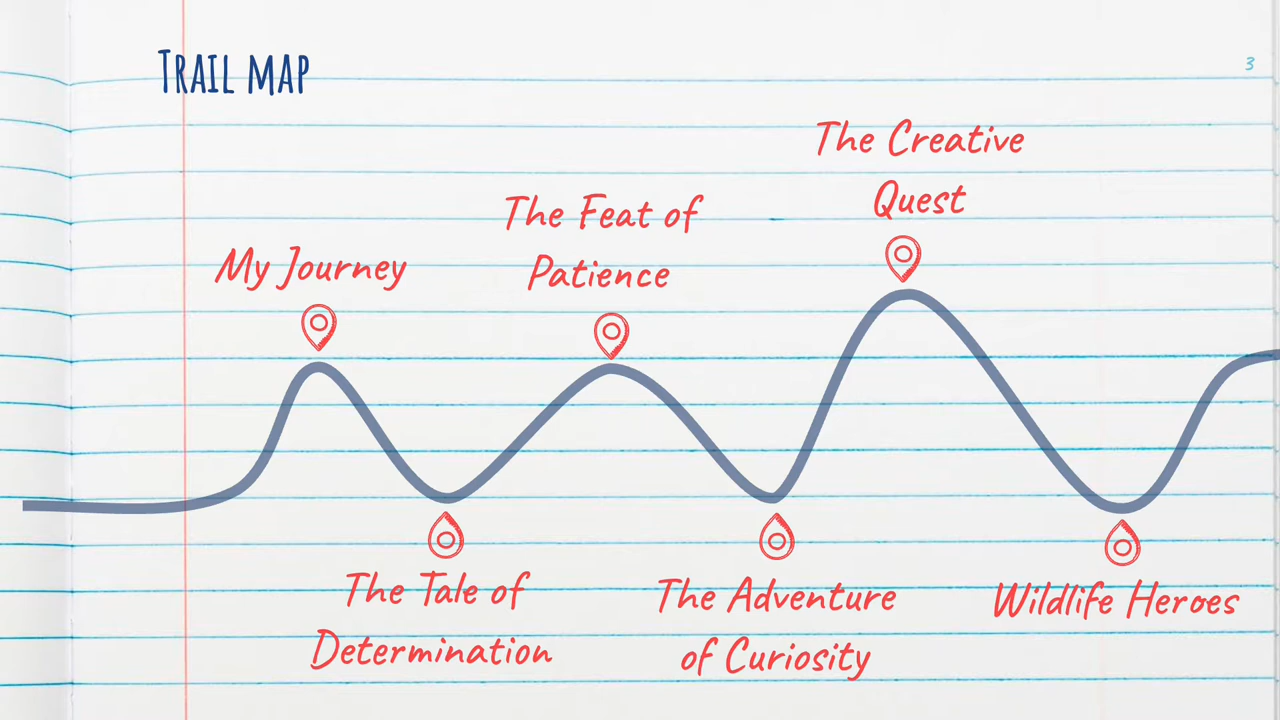 Trail map
3
The Creative
Quest
The Feat of
Patience
My Journey
The Tale of
Determination
The Adventure
of Curiosity
Wildlife Heroes